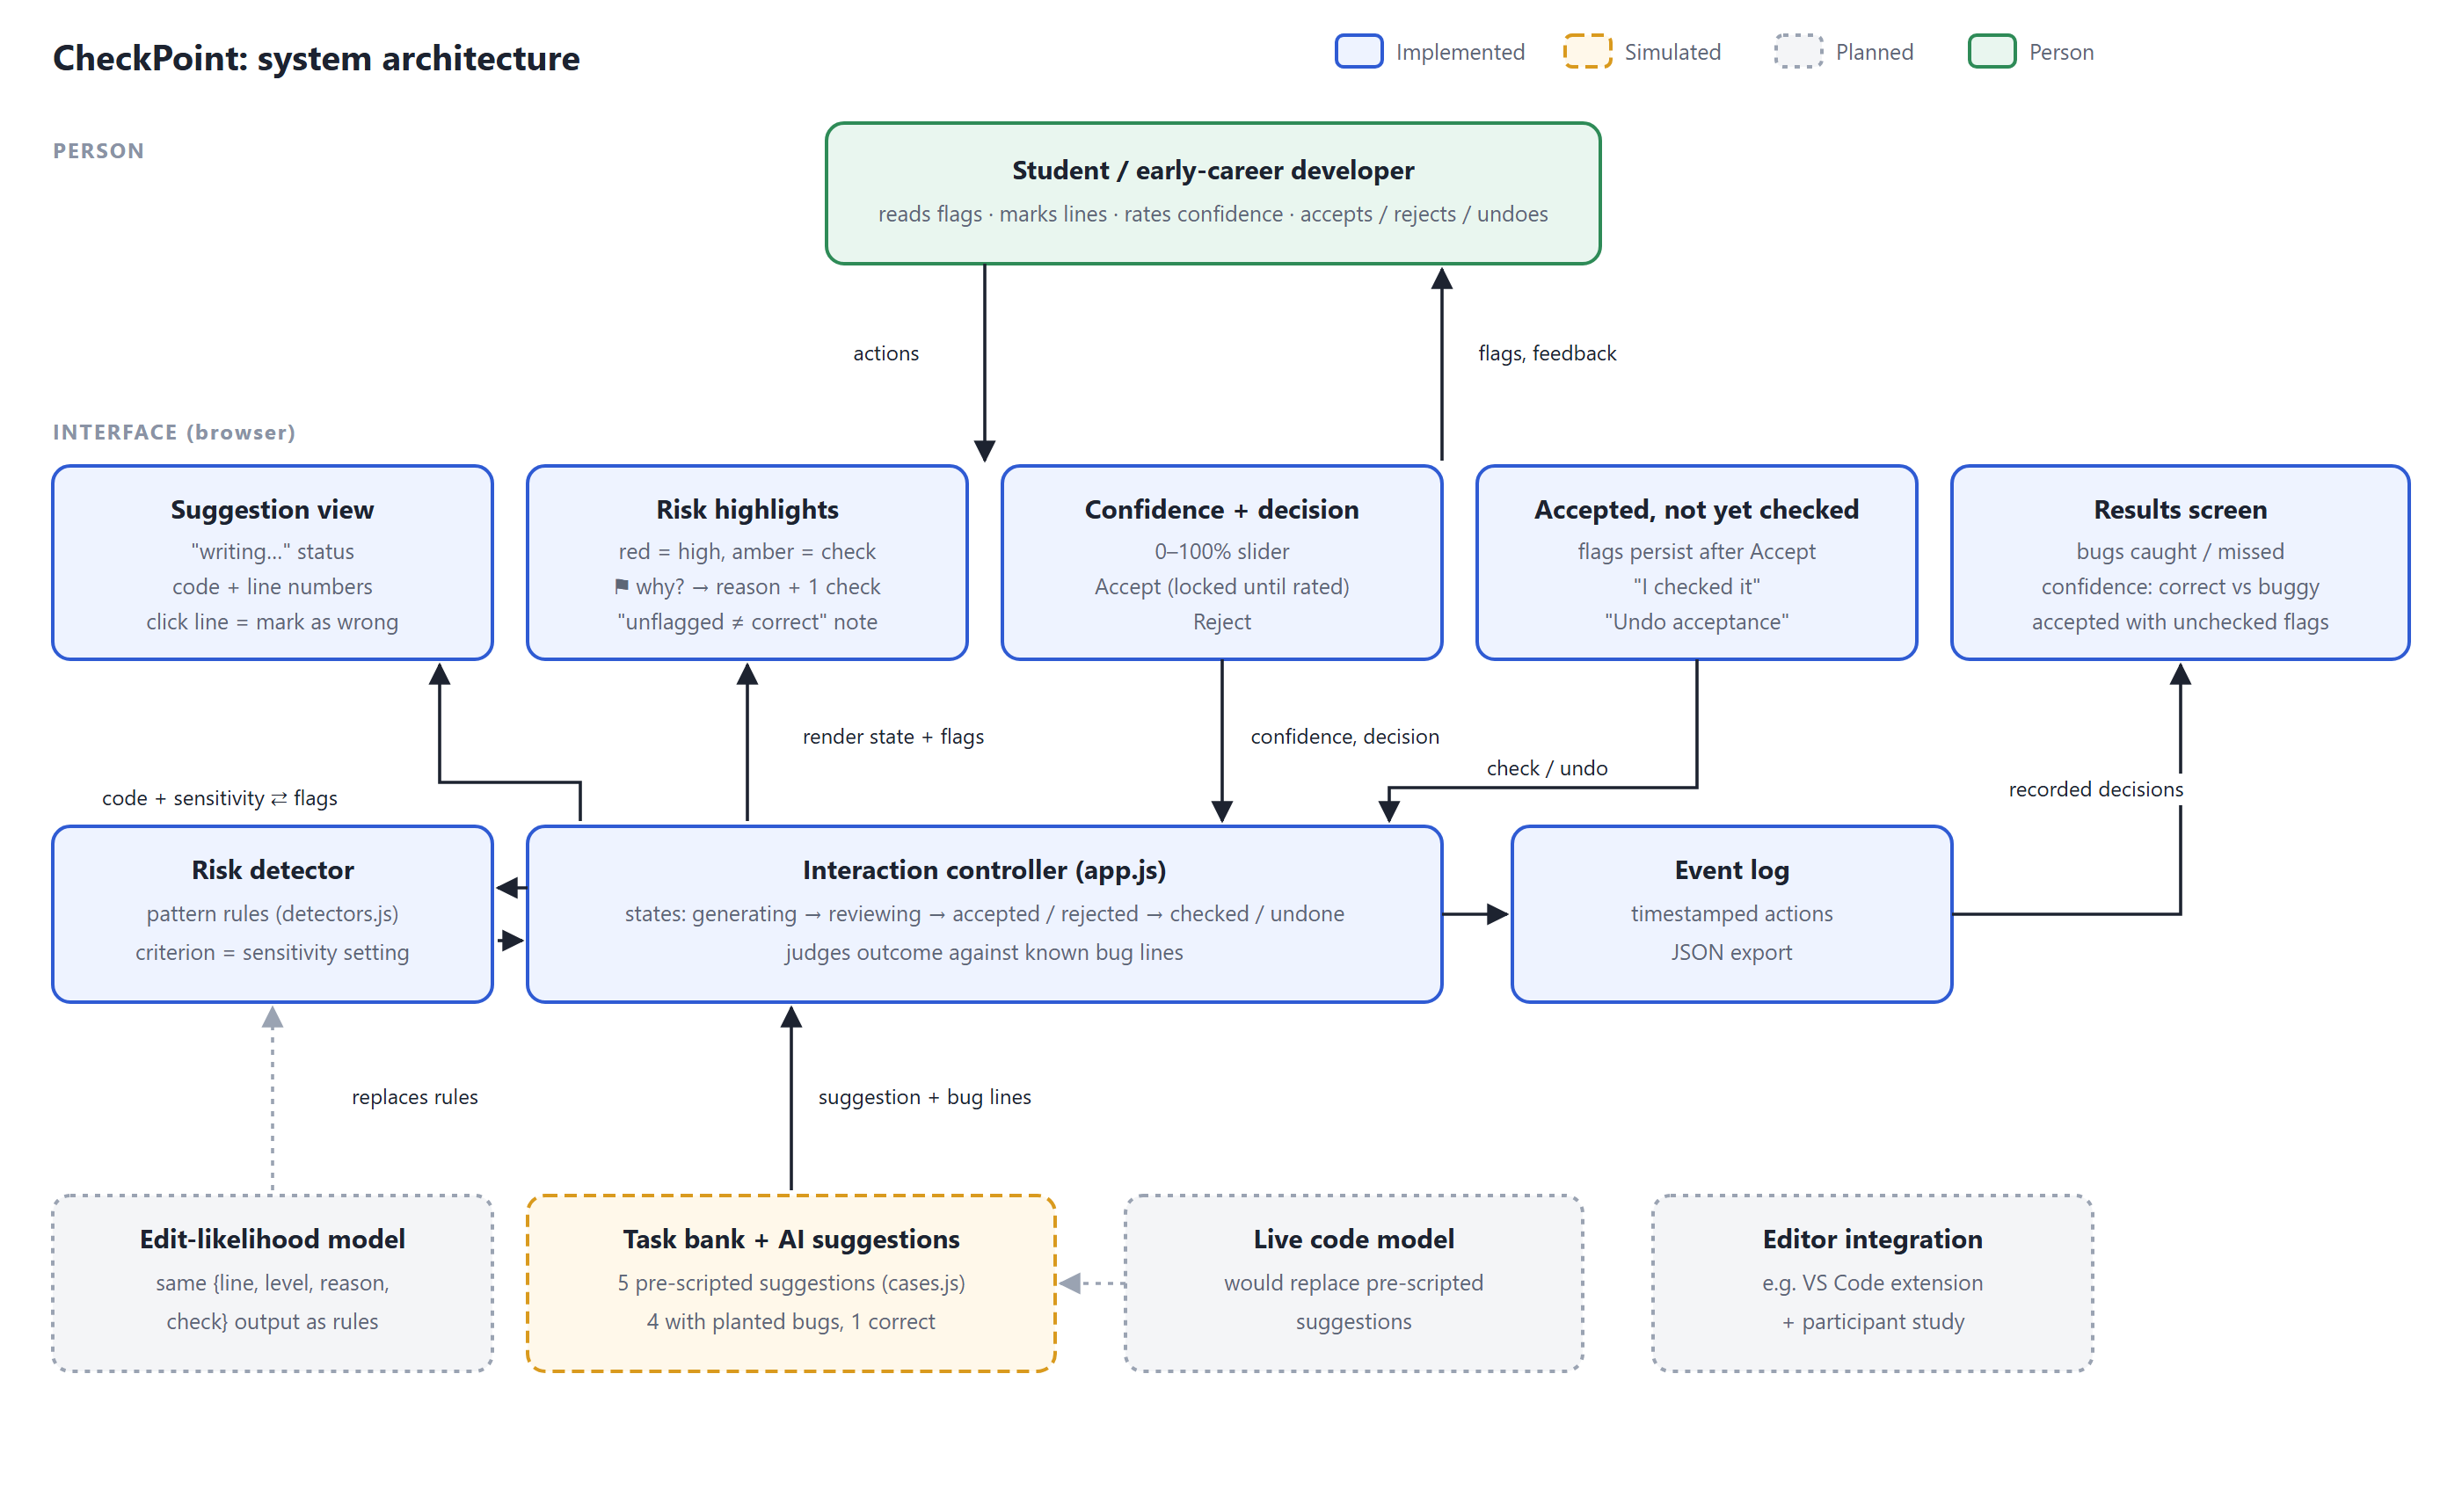 CheckPoint: system architecture
Implemented
Simulated
Planned
Person
PERSON
Student / early-career developer
reads flags · marks lines · rates confidence · accepts / rejects / undoes
actions
flags, feedback
INTERFACE (browser)
Suggestion view
"writing…" status
code + line numbers
click line = mark as wrong
Risk highlights
red = high, amber = check
⚑ why? → reason + 1 check
"unflagged ≠ correct" note
Confidence + decision
0–100% slider
Accept (locked until rated)
Reject
Accepted, not yet checked
flags persist after Accept
"I checked it"
"Undo acceptance"
Results screen
bugs caught / missed
confidence: correct vs buggy
accepted with unchecked flags
render state + flags
confidence, decision
check / undo
recorded decisions
code + sensitivity ⇄ flags
Risk detector
pattern rules (detectors.js)
criterion = sensitivity setting
Interaction controller (app.js)
states: generating → reviewing → accepted / rejected → checked / undone
judges outcome against known bug lines
Event log
timestamped actions
JSON export
replaces rules
suggestion + bug lines
Edit-likelihood model
same {line, level, reason,
check} output as rules
Task bank + AI suggestions
5 pre-scripted suggestions (cases.js)
4 with planted bugs, 1 correct
Live code model
would replace pre-scripted
suggestions
Editor integration
e.g. VS Code extension
+ participant study